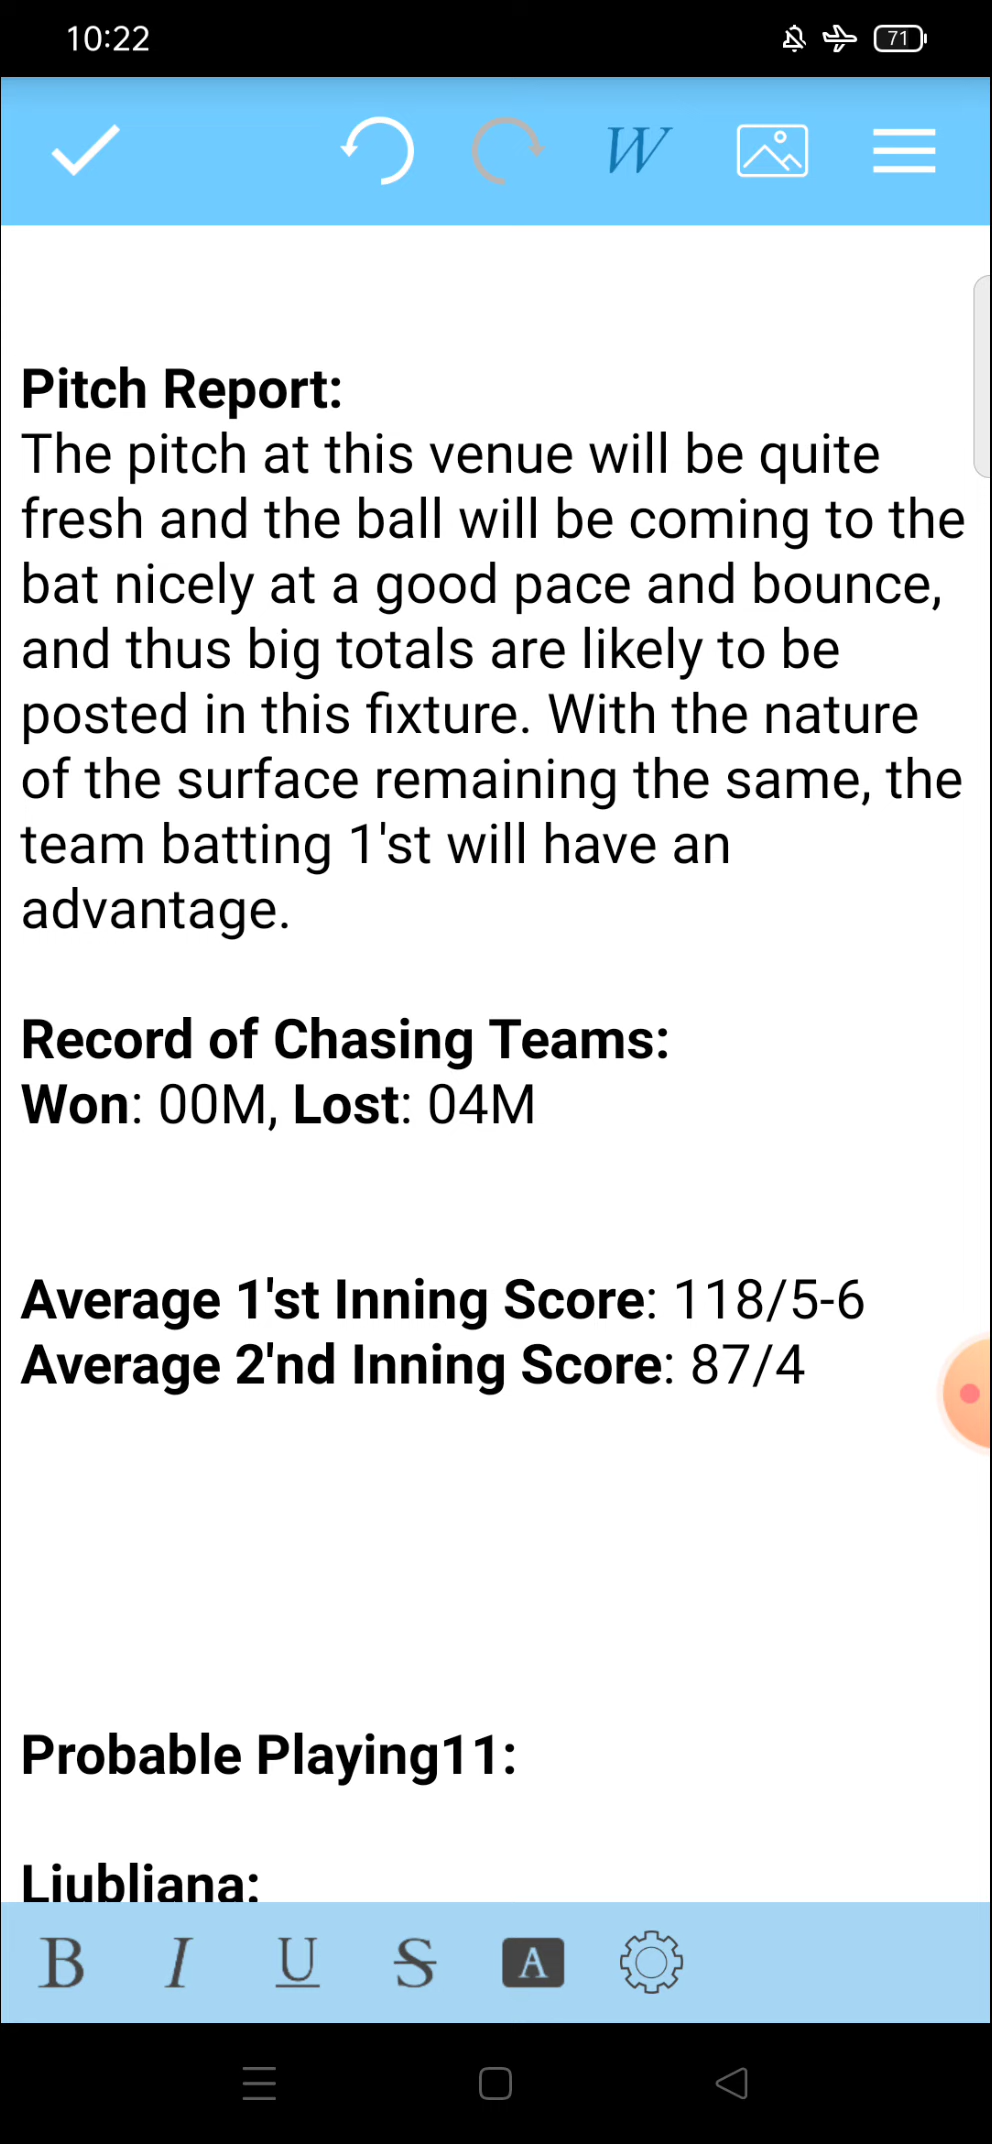 10:22
71
W
Pitch Report:
The pitch at this venue will be quite
fresh and the ball will be coming to the
bat nicely at a good pace and bounce,
and thus big totals are likely to be
posted in this fixture. With the nature
of the surface remaining the same, the
team batting 1'st will have an
advantage.
Record of Chasing Teams:
Won: 00M, Lost: 04M
Average 1'st Inning Score: 118/5-6
Average 2'nd Inning Score: 87/4
Probable Playing11:
Ljubljana:
B I U S A